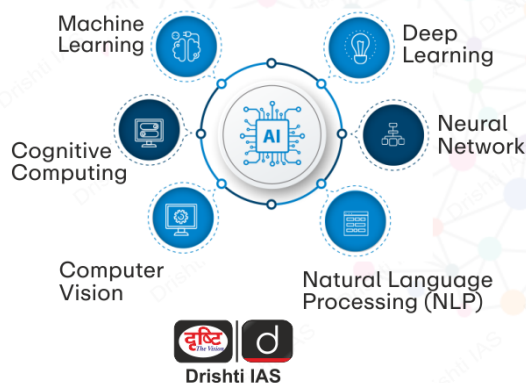 Machine
Learning
Deep
Learning
AI
Cognitive
Computing
Neural
Network
Computer
Vision
Natural Language
Processing (NLP)
दृष्टि
The Vision
d
Drishti IAS